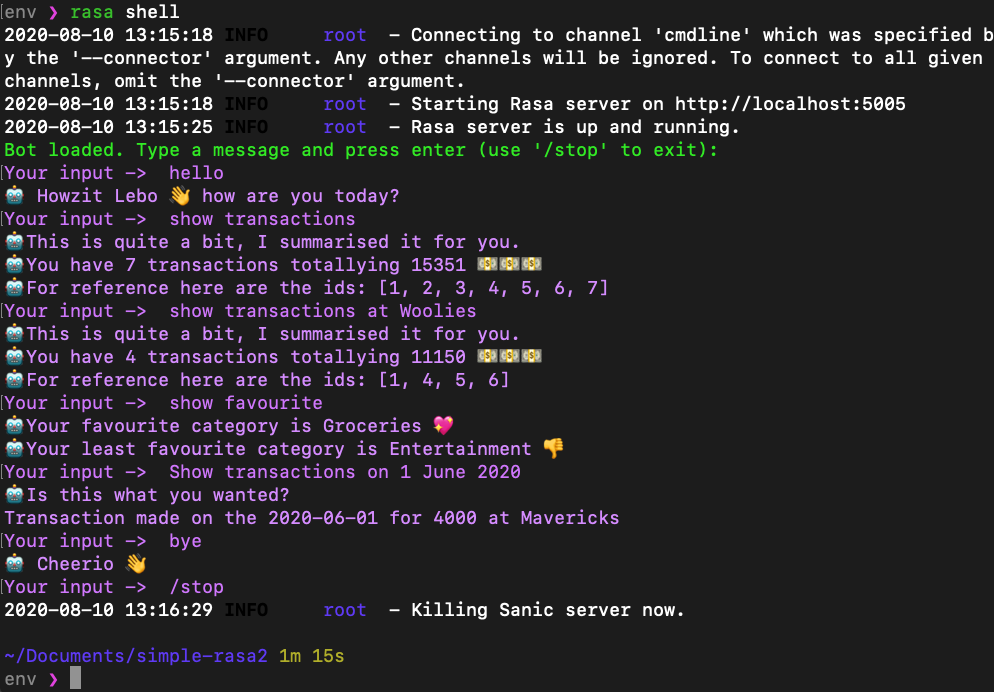 [env ❯ rasa shell
2020-08-10 13:15:18 INFO     root  - Connecting to channel 'cmdline' which was specified b
y the '--connector' argument. Any other channels will be ignored. To connect to all given
channels, omit the '--connector' argument.
2020-08-10 13:15:18 INFO     root  - Starting Rasa server on http://localhost:5005
2020-08-10 13:15:25 INFO     root  - Rasa server is up and running.
Bot loaded. Type a message and press enter (use '/stop' to exit):
[Your input ->  hello
🤖 Howzit Lebo 👋 how are you today?
[Your input ->  show transactions
🤖This is quite a bit, I summarised it for you.
🤖You have 7 transactions totallying 15351 💵💵💵
🤖For reference here are the ids: [1, 2, 3, 4, 5, 6, 7]
[Your input ->  show transactions at Woolies
🤖This is quite a bit, I summarised it for you.
🤖You have 4 transactions totallying 11150 💵💵💵
🤖For reference here are the ids: [1, 4, 5, 6]
[Your input ->  show favourite
🤖Your favourite category is Groceries 💖
🤖Your least favourite category is Entertainment 👎
[Your input ->  Show transactions on 1 June 2020
🤖Is this what you wanted?
Transaction made on the 2020-06-01 for 4000 at Mavericks
[Your input ->  bye
🤖 Cheerio 👋
[Your input ->  /stop
2020-08-10 13:16:29 INFO     root  - Killing Sanic server now.
~/Documents/simple-rasa2 1m 15s
env ❯